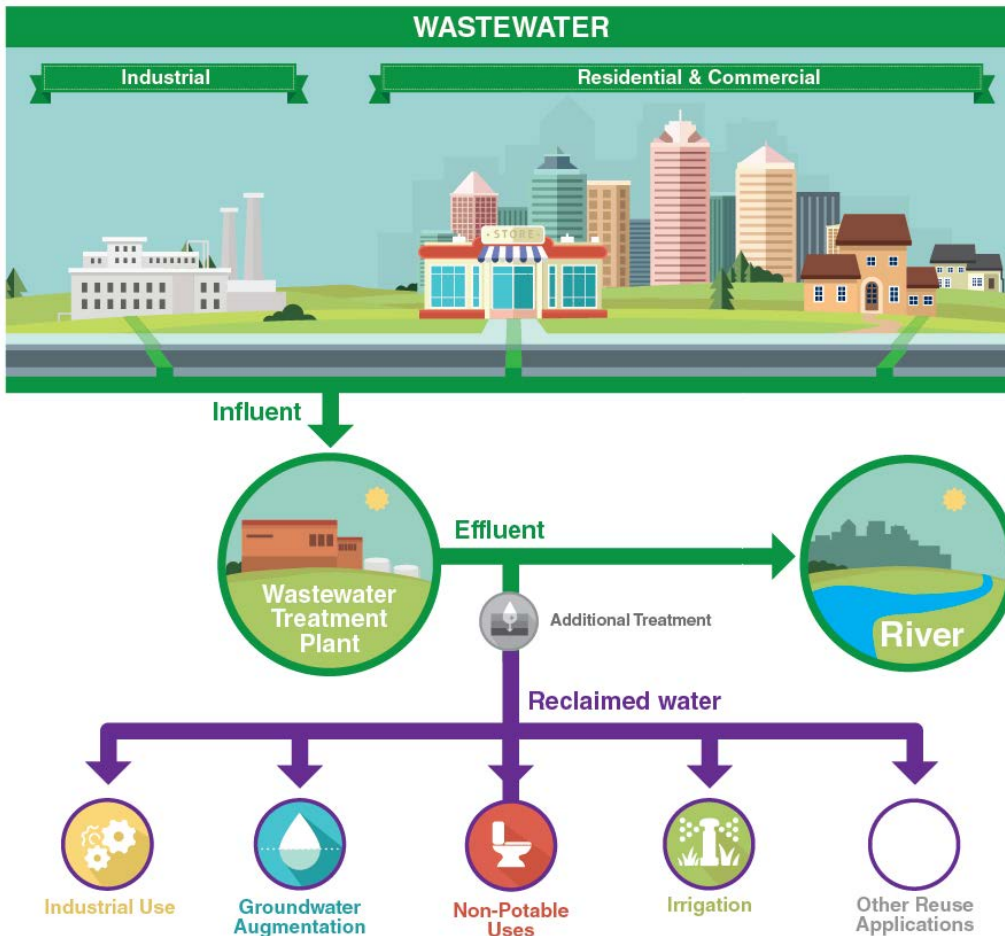 WASTEWATER
Industrial
Residential & Commercial
STORE
Influent
Effluent
Wastewater
Treatment
Plant
Additional Treatment
River
Reclaimed water
Industrial Use
Groundwater
Augmentation
Non-Potable
Uses
Irrigation
Other Reuse
Applications